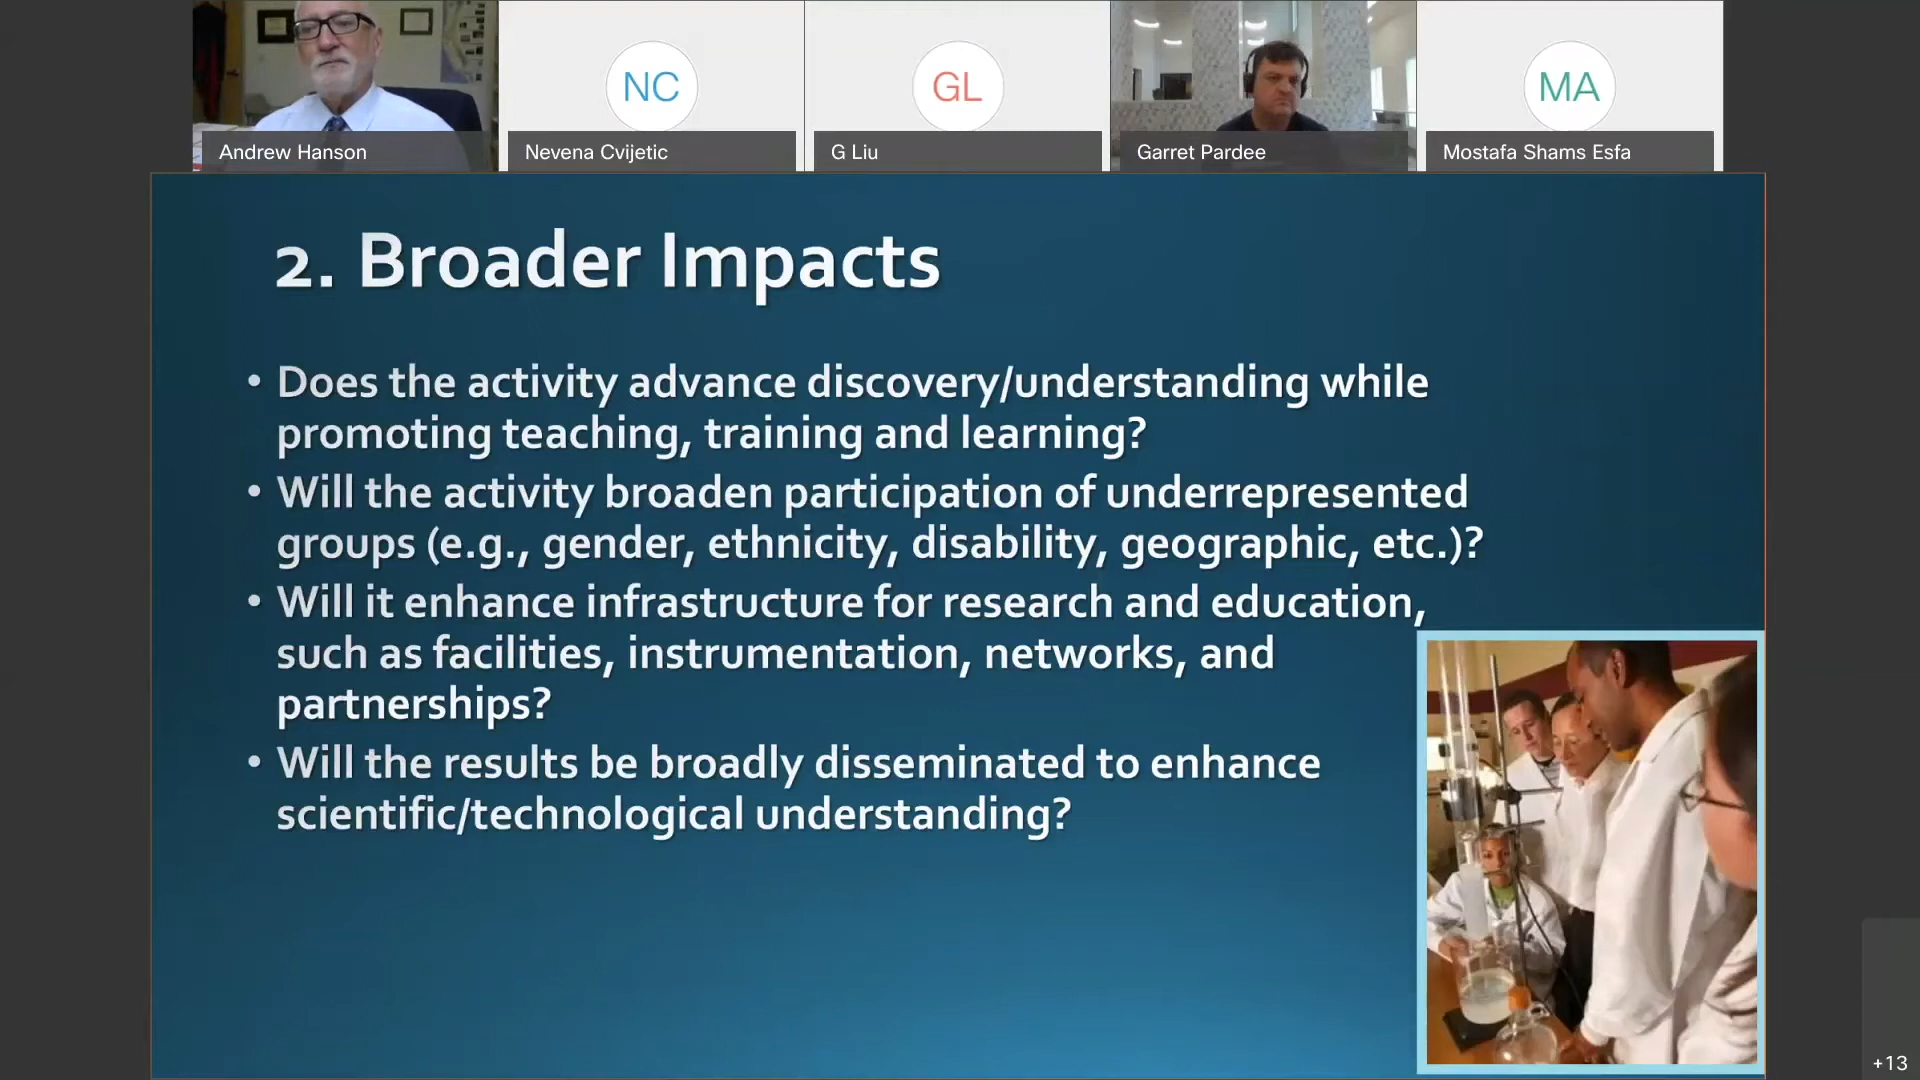 NC
GL
MA
Andrew Hanson
Nevena Cvijetic
G Liu
Garret Pardee
Mostafa Shams Esfa
2. Broader Impacts
• Does the activity advance discovery/understanding while
promoting teaching, training and learning?
• Will the activity broaden participation of underrepresented
groups (e.g., gender, ethnicity, disability, geographic, etc.)?
• Will it enhance infrastructure for research and education,
such as facilities, instrumentation, networks, and
partnerships?
• Will the results be broadly disseminated to enhance
scientific/technological understanding?
+13